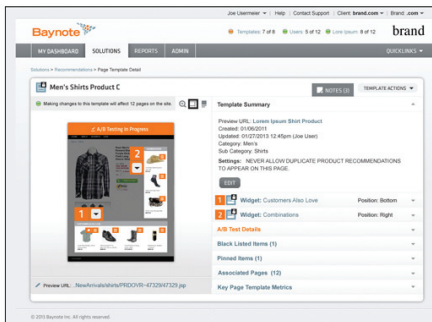 Joe Usermeier | Help | Contact Support | Client: brand.com | Brand: .com
Baynote
Templates: 7 of 8 Users: 5 of 12 Lore Ipsum: 8 of 12
brand
MY DASHBOARD SOLUTIONS REPORTS ADMIN QUICKLINKS
Solutions > Recommendations > Page Template Detail
Men's Shirts Product C
NOTES (3)
TEMPLATE ACTIONS
Making changes to this template will affect 12 pages on the site.
A/B Testing In Progress
2
1
Preview URL: ...NewArrivals/shirts/PRDOVR~47329/47329.jsp
Template Summary
Preview URL: Lorem Ipsum Shirt Product
Created: 01/06/2011
Updated: 01/27/2013 12:45pm (Joe User)
Category: Men's
Sub Category: Shirts
Settings: NEVER ALLOW DUPLICATE PRODUCT RECOMMENDATIONS
TO APPEAR ON THIS PAGE.
EDIT
1 Widget: Customers Also Love Position: Bottom
2 Widget: Combinations Position: Right
A/B Test Details
Black Listed Items (1)
Pinned Items (1)
Associated Pages (12)
Key Page Template Metrics
© 2013 Baynote Inc. All rights reserved.